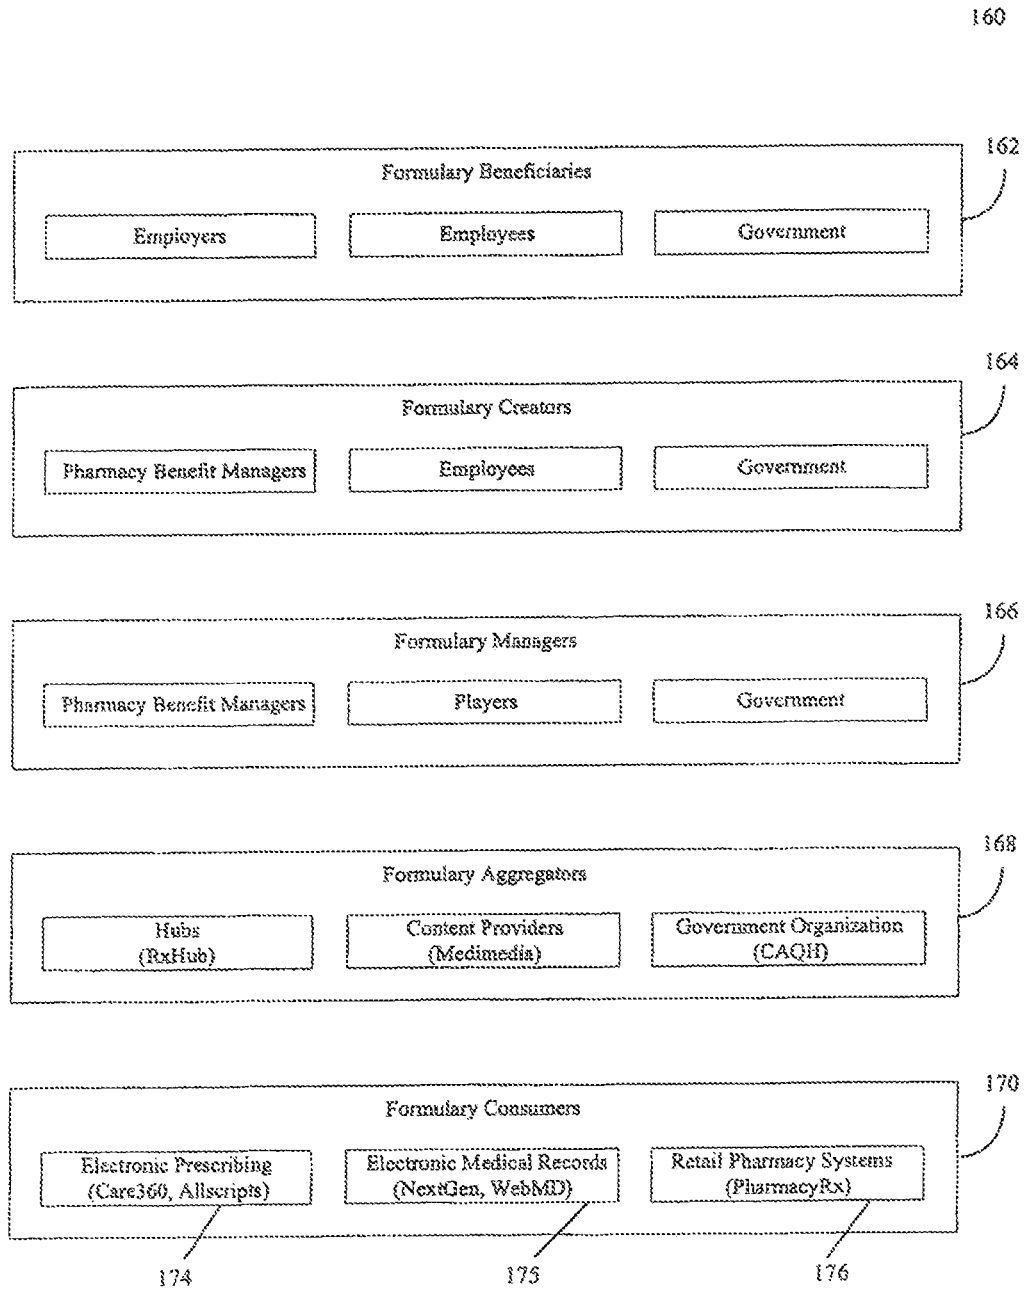 160
162
Formulary Beneficiaries
Employers
Employees
Government
164
Formulary Creators
Pharmacy Benefit Managers
Employees
Government
166
Formulary Managers
Pharmacy Benefit Managers
Players
Government
168
Formulary Aggregators
Hubs
(RxHub)
Content Providers
(Medimedia)
Government Organization
(CAQH)
170
Formulary Consumers
Electronic Prescribing
(Care360, Allscripts)
Electronic Medical Records
(NextGen, WebMD)
Retail Pharmacy Systems
(PharmacyRx)
174
175
176